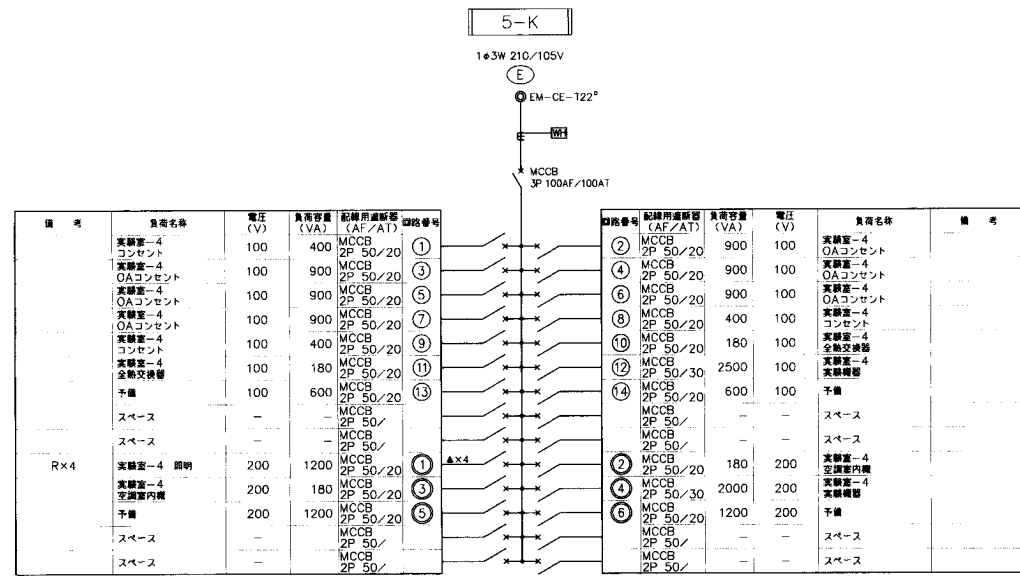 5-K
1φ3W 210/105V
E
EM-CE-T22°
WH
MCCB
3P 100AF/100AT
備 考 負荷名称 電圧(V) 負荷容量(VA) 配線用遮断器(AF/AT) 回路番号
実験室-4 コンセント 100 400 MCCB 2P 50/20 1
実験室-4 OAコンセント 100 900 MCCB 2P 50/20 3
実験室-4 OAコンセント 100 900 MCCB 2P 50/20 5
実験室-4 OAコンセント 100 900 MCCB 2P 50/20 7
実験室-4 コンセント 100 400 MCCB 2P 50/20 9
実験室-4 全熱交換器 100 180 MCCB 2P 50/20 11
予備 100 600 MCCB 2P 50/20 13
スペース - - MCCB 2P 50/
スペース - - MCCB 2P 50/
R×4 実験室-4 照明 200 1200 MCCB 2P 50/20 1 ▲×4
実験室-4 空調室内機 200 180 MCCB 2P 50/20 3
予備 200 1200 MCCB 2P 50/20 5
スペース - - MCCB 2P 50/
スペース - - MCCB 2P 50/
回路番号 配線用遮断器(AF/AT) 負荷容量(VA) 電圧(V) 負荷名称 備 考
2 MCCB 2P 50/20 900 100 実験室-4 OAコンセント
4 MCCB 2P 50/20 900 100 実験室-4 OAコンセント
6 MCCB 2P 50/20 900 100 実験室-4 OAコンセント
8 MCCB 2P 50/20 400 100 実験室-4 コンセント
10 MCCB 2P 50/20 180 100 実験室-4 全熱交換器
12 MCCB 2P 50/30 2500 100 実験室-4 実験機器
14 MCCB 2P 50/20 600 100 予備
MCCB 2P 50/ - - スペース
MCCB 2P 50/ - - スペース
2 MCCB 2P 50/20 180 200 実験室-4 空調室内機
4 MCCB 2P 50/30 2000 200 実験室-4 実験機器
6 MCCB 2P 50/20 1200 200 予備
MCCB 2P 50/ - - スペース
MCCB 2P 50/ - - スペース